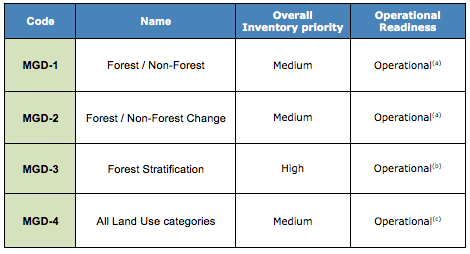 Code Name Overall Inventory priority Operational Readiness
MGD-1 Forest / Non-Forest Medium Operational(a)
MGD-2 Forest / Non-Forest Change Medium Operational(a)
MGD-3 Forest Stratification High Operational(b)
MGD-4 All Land Use categories Medium Operational(c)